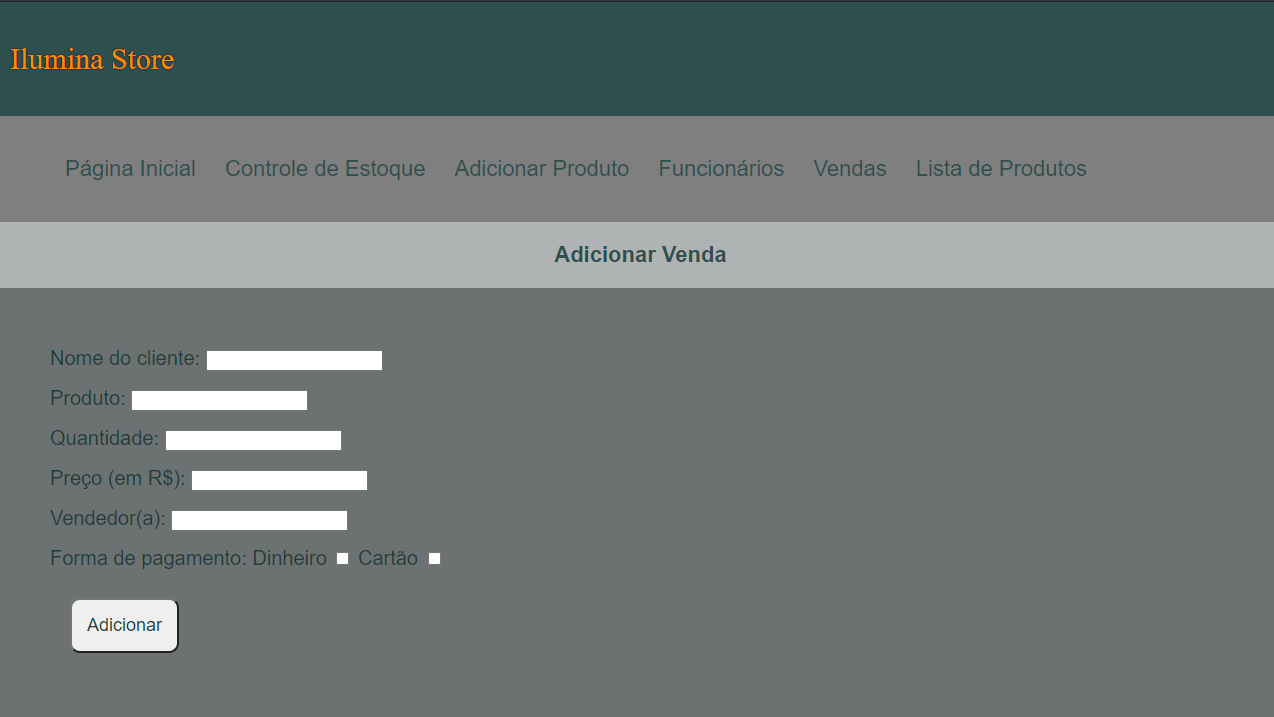 Ilumina Store
Página Inicial Controle de Estoque Adicionar Produto Funcionários Vendas Lista de Produtos
Adicionar Venda
Nome do cliente:
Produto:
Quantidade:
Preço (em R$):
Vendedor(a):
Forma de pagamento: Dinheiro Cartão
Adicionar